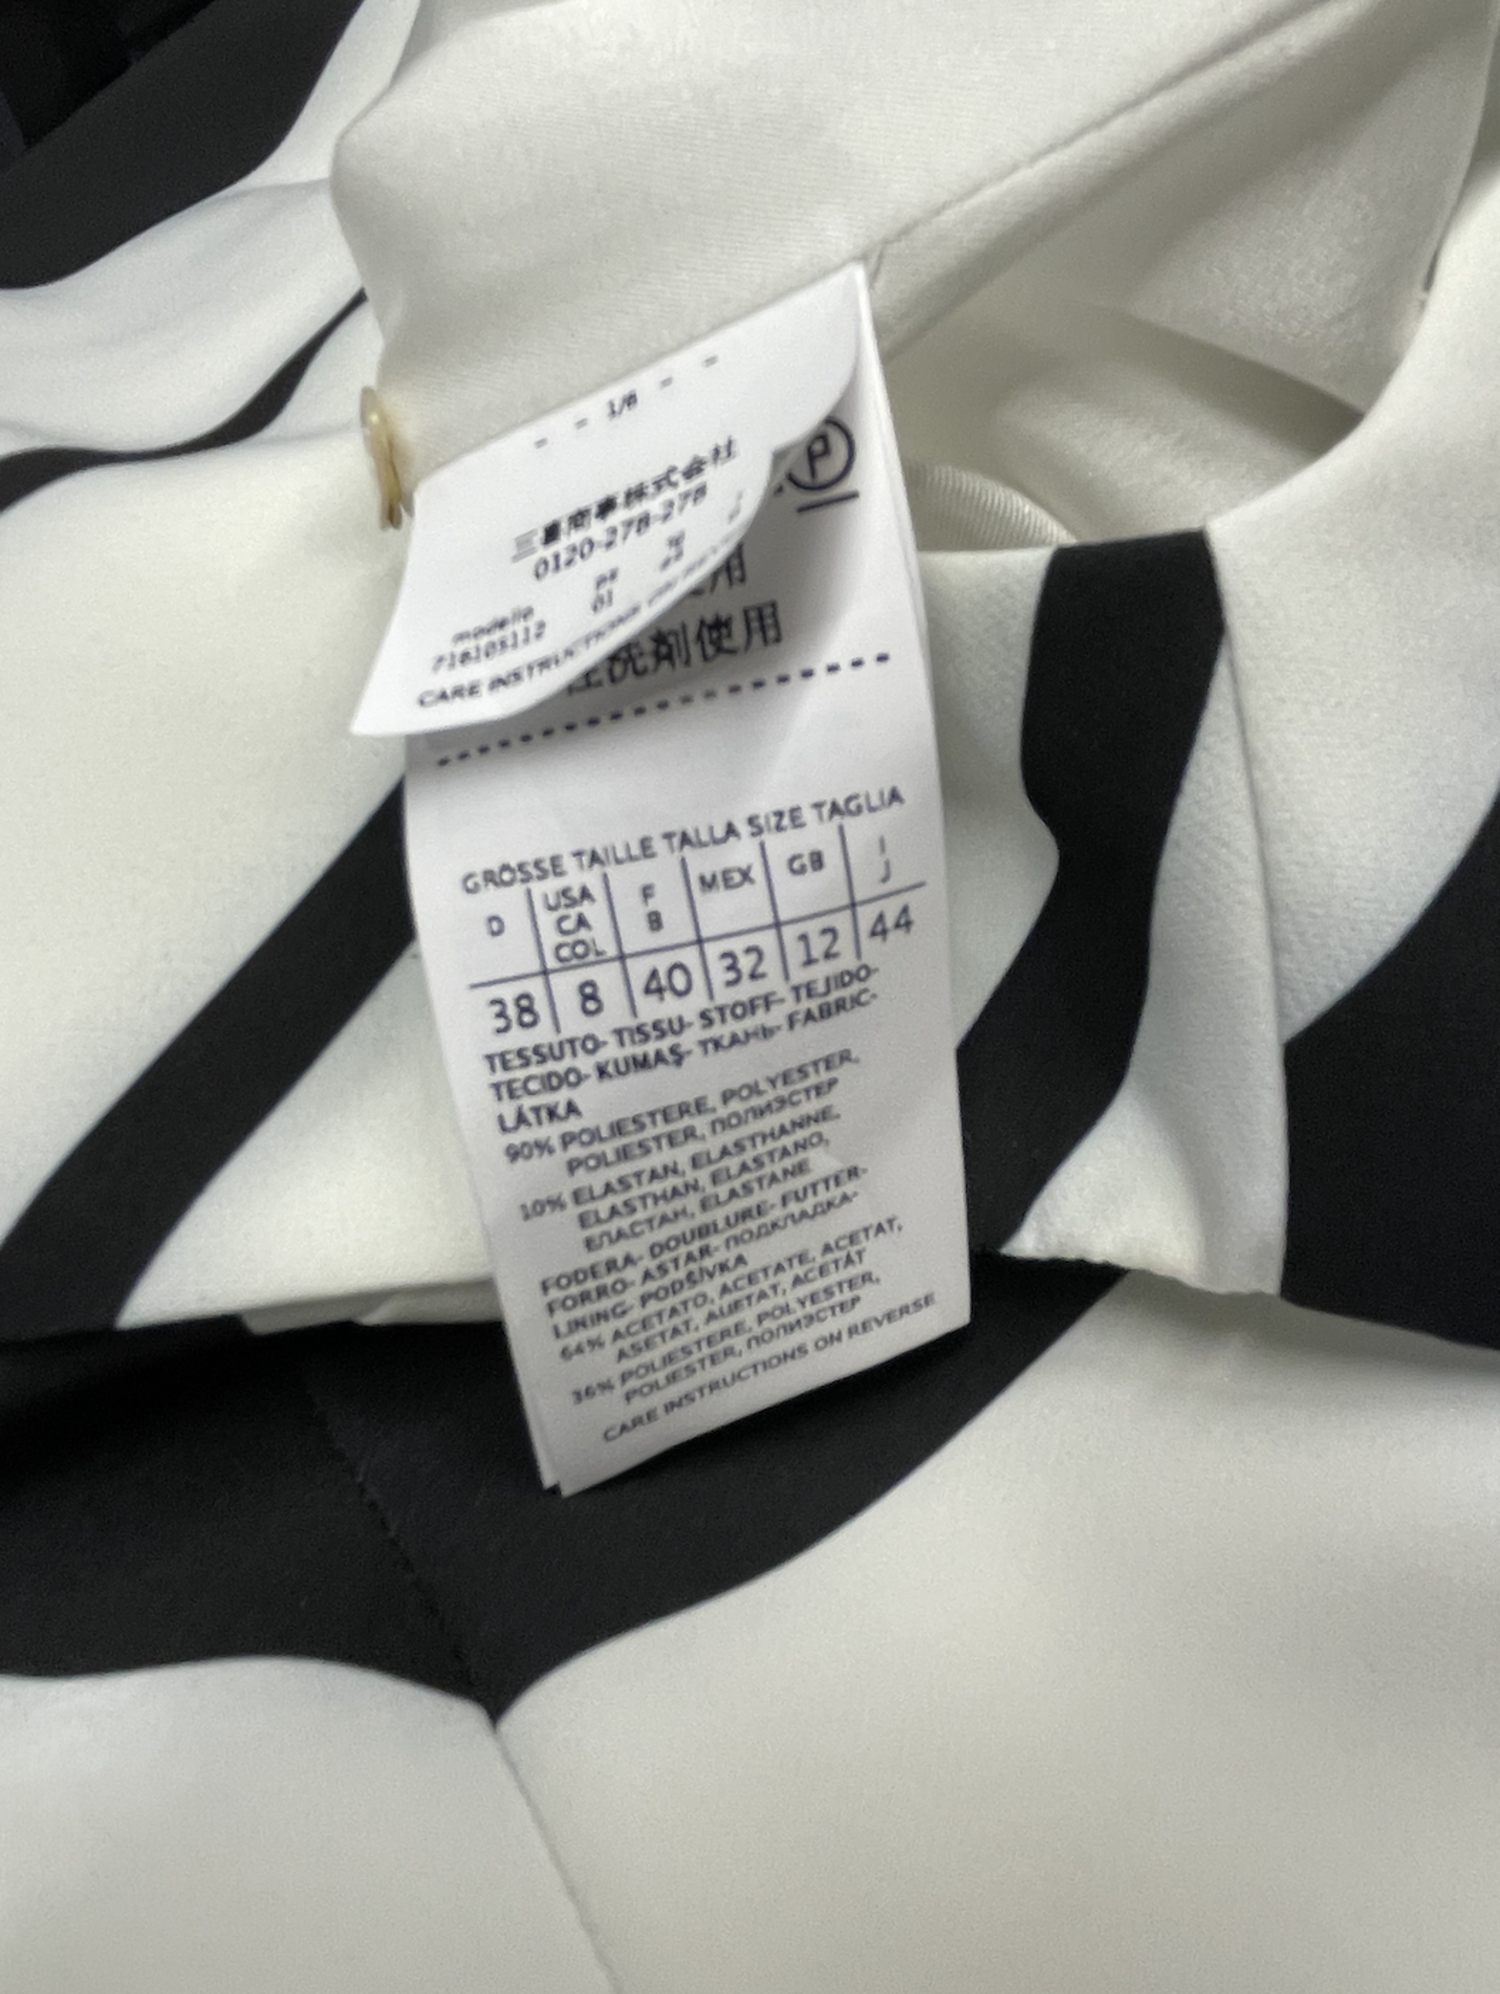 - - 1/8 - -
三喜商事株式会社
0120-278-278
modello
01
CARE INSTRUCTIONS
P
用
性洗剤使用
GRÖSSE TAILLE TALLA SIZE TAGLIA
D USA CA COL F B MEX GB I J
38 8 40 32 12 44
TESSUTO- TISSU- STOFF- TEJIDO-
TECIDO- KUMAŞ- ТКАНЬ- FABRIC-
LÁTKA
90% POLIESTERE, POLYESTER,
POLIESTER, ПОЛИЭСТЕР
10% ELASTAN, ELASTHANNE,
ELASTHAN, ELASTANO,
ЕЛАСТАН, ELASTANE
FODERA- DOUBLURE- FUTTER-
FORRO- ASTAR- ПОДКЛАДКА-
LINING- PODŠÍVKA
64% ACETATO, ACETATE, ACETAT,
ASETAT, АЦЕТАТ, ACETÁT
36% POLIESTERE, POLYESTER,
POLIESTER, ПОЛИЭСТЕР
CARE INSTRUCTIONS ON REVERSE